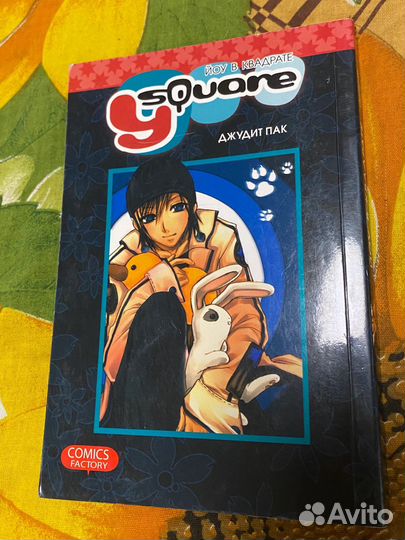 ЙОУ В КВАДРАТЕ
y square
ДЖУДИТ ПАК
COMICS
FACTORY
Avito